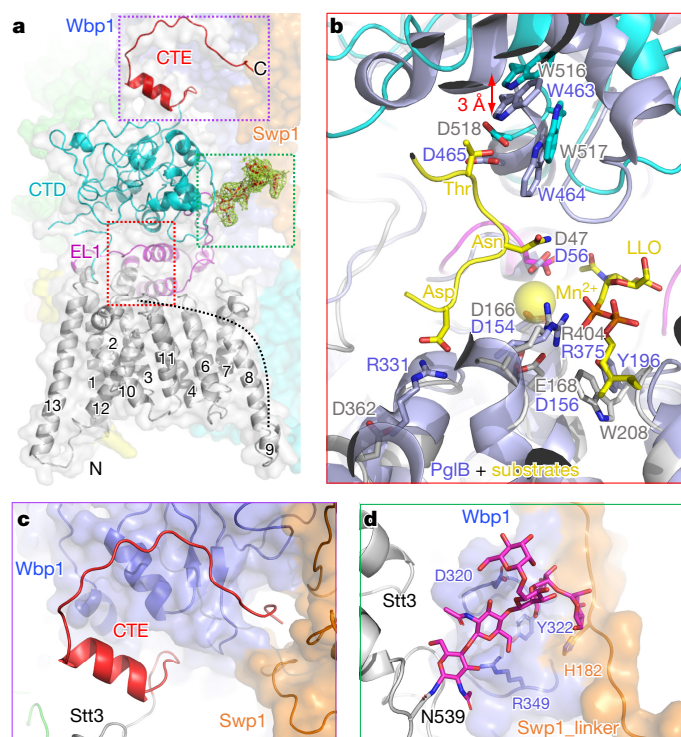 a
Wbp1
CTE
C
Swp1
CTD
EL1
2
11
1
10
3
6
7
8
4
13
12
9
N
b
W516
W463
3 Å
D518
D465
W517
Thr
W464
Asn
D47
D56
LLO
Asp
Mn2+
D166
D154
R404
R375
R331
Y196
E168
D156
D362
W208
PglB + substrates
c
Wbp1
CTE
Stt3
Swp1
d
Wbp1
D320
Stt3
Y322
H182
R349
N539
Swp1_linker